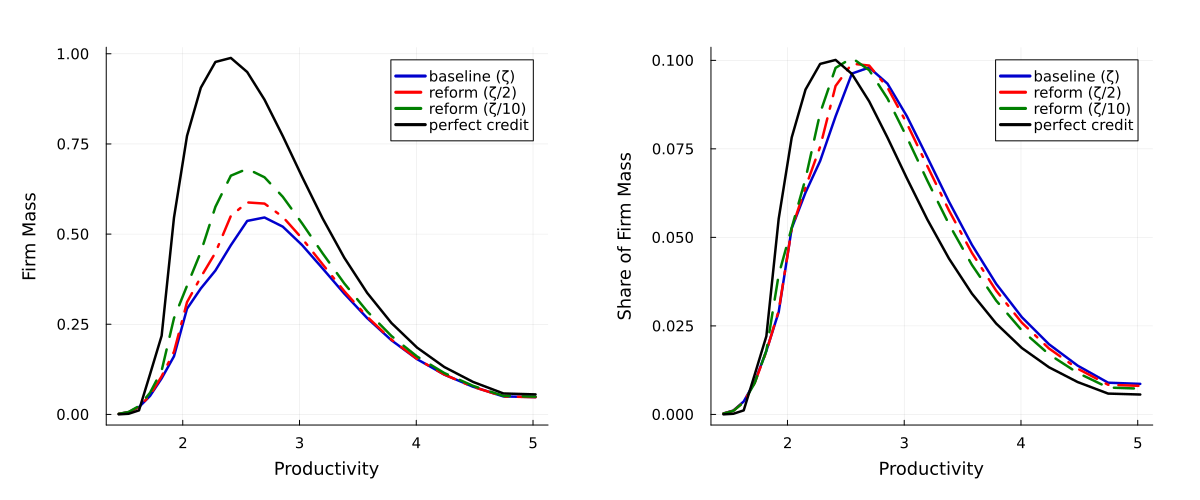 Firm Mass
1.00
0.75
0.50
0.25
0.00
2
3
4
5
Productivity
baseline (ζ)
reform (ζ/2)
reform (ζ/10)
perfect credit
Share of Firm Mass
0.100
0.075
0.050
0.025
0.000
2
3
4
5
Productivity
baseline (ζ)
reform (ζ/2)
reform (ζ/10)
perfect credit